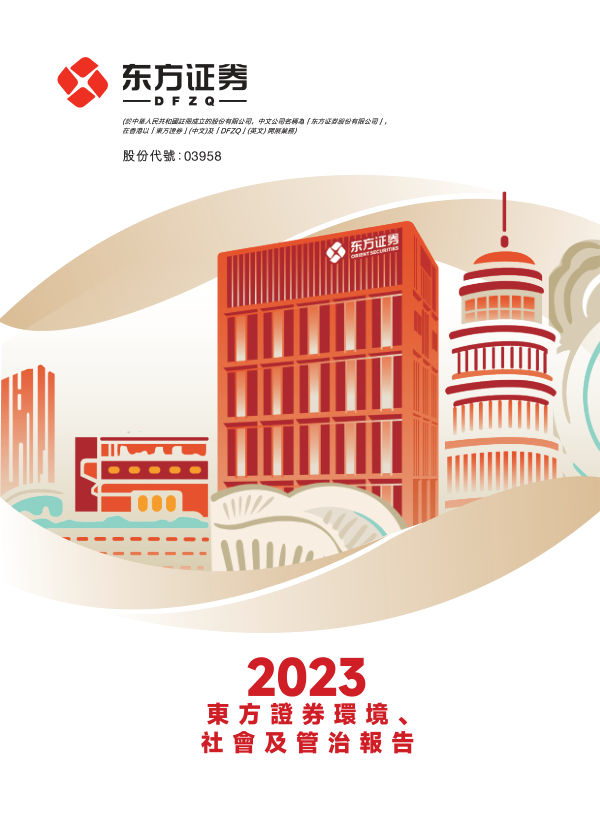 东方证券
DFZQ
(於中華人民共和國註冊成立的股份有限公司，中文公司名稱為「东方证券股份有限公司」，
在香港以「東方證券」(中文)及「DFZQ」(英文)開展業務)
股份代號：03958
东方证券
ORIENT SECURITIES
2023
東方證券環境、
社會及管治報告